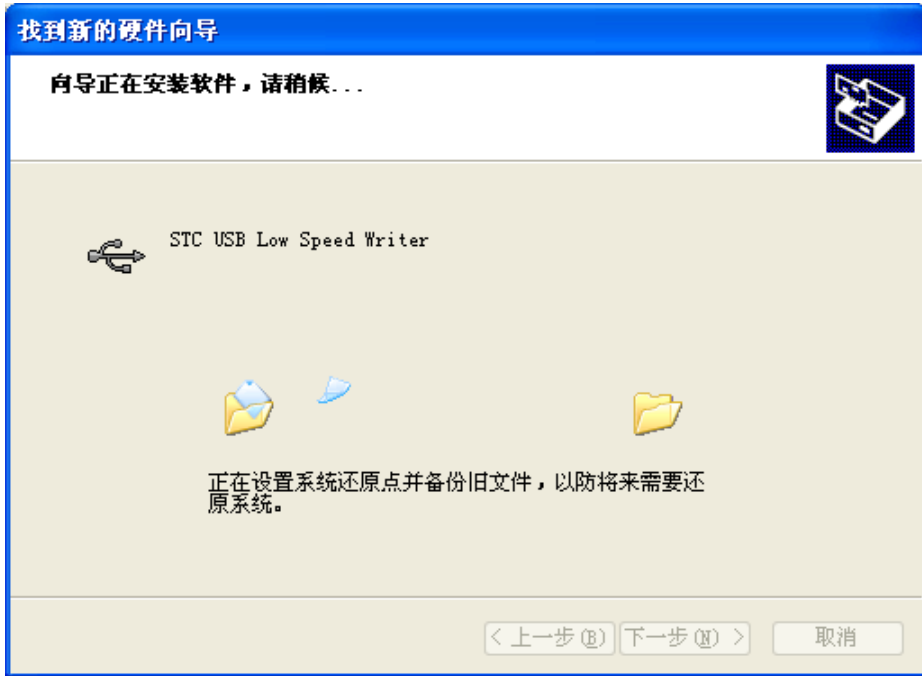 找到新的硬件向导
向导正在安装软件，请稍候...
STC USB Low Speed Writer
正在设置系统还原点并备份旧文件，以防将来需要还
原系统。
< 上一步(B)
下一步(N) >
取消